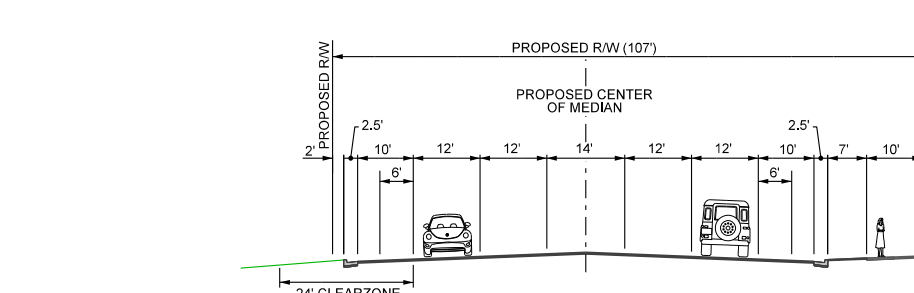 PROPOSED R/W
PROPOSED R/W (107')
PROPOSED CENTER
OF MEDIAN
2.5'
2.5'
2'
10'
12'
12'
14'
12'
12'
10'
7'
10'
6'
6'
24' CLEARZONE